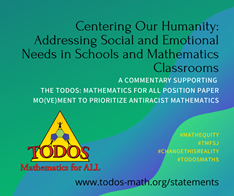 Centering Our Humanity:
Addressing Social and Emotional
Needs in Schools and Mathematics
Classrooms
A COMMENTARY SUPPORTING
THE TODOS: MATHEMATICS FOR ALL POSITION PAPER
MO(VE)MENT TO PRIORITIZE ANTIRACIST MATHEMATICS
#MATHEQUITY
#TMFSJ
#CHANGETHISREALITY
#TODOSMATHS
TODOS
Mathematics for ALL
www.todos-math.org/statements